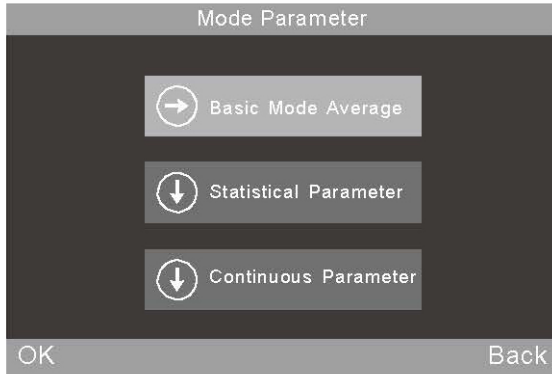 Mode Parameter
Basic Mode Average
Statistical Parameter
Continuous Parameter
OK Back